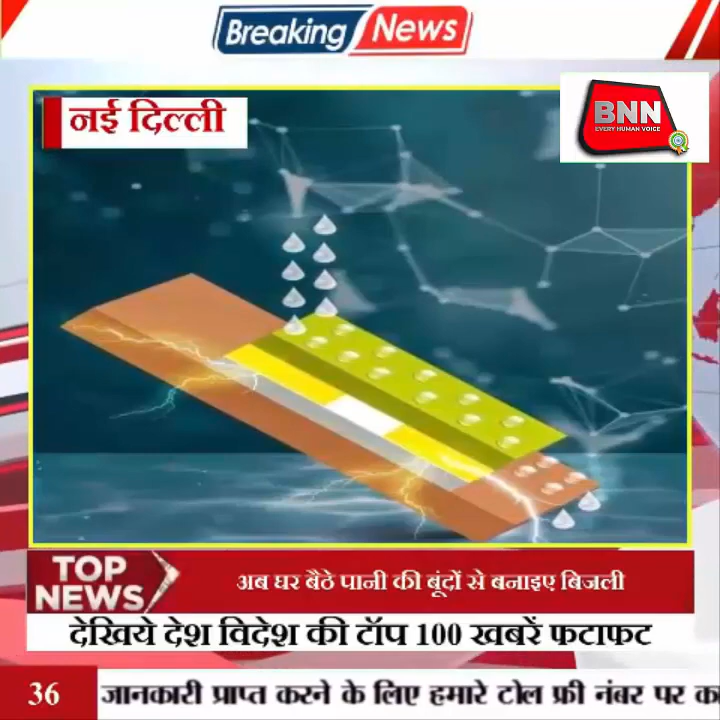 Breaking News
नई दिल्ली
BNN
EVERY HUMAN VOICE
TOP NEWS
अब घर बैठे पानी की बूंदों से बनाइए बिजली
देखिये देश विदेश की टॉप 100 खबरें फटाफट
36 जानकारी प्राप्त करने के लिए हमारे टोल फ्री नंबर पर क